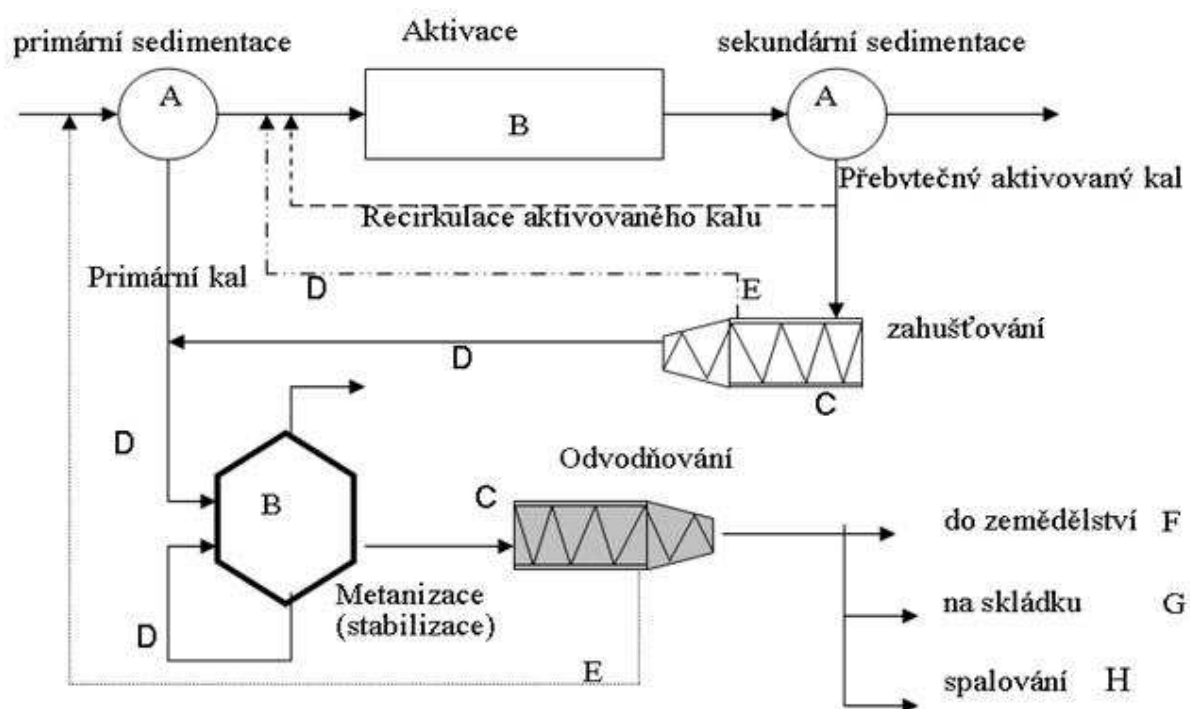 primární sedimentace
Aktivace
sekundární sedimentace
A
B
A
Přebytečný aktivovaný kal
Recirkulace aktivovaného kalu
Primární kal
D
E
zahušťování
D
C
D
Odvodňování
B
C
do zemědělství F
Metanizace
(stabilizace)
na skládku G
D
E
spalování H